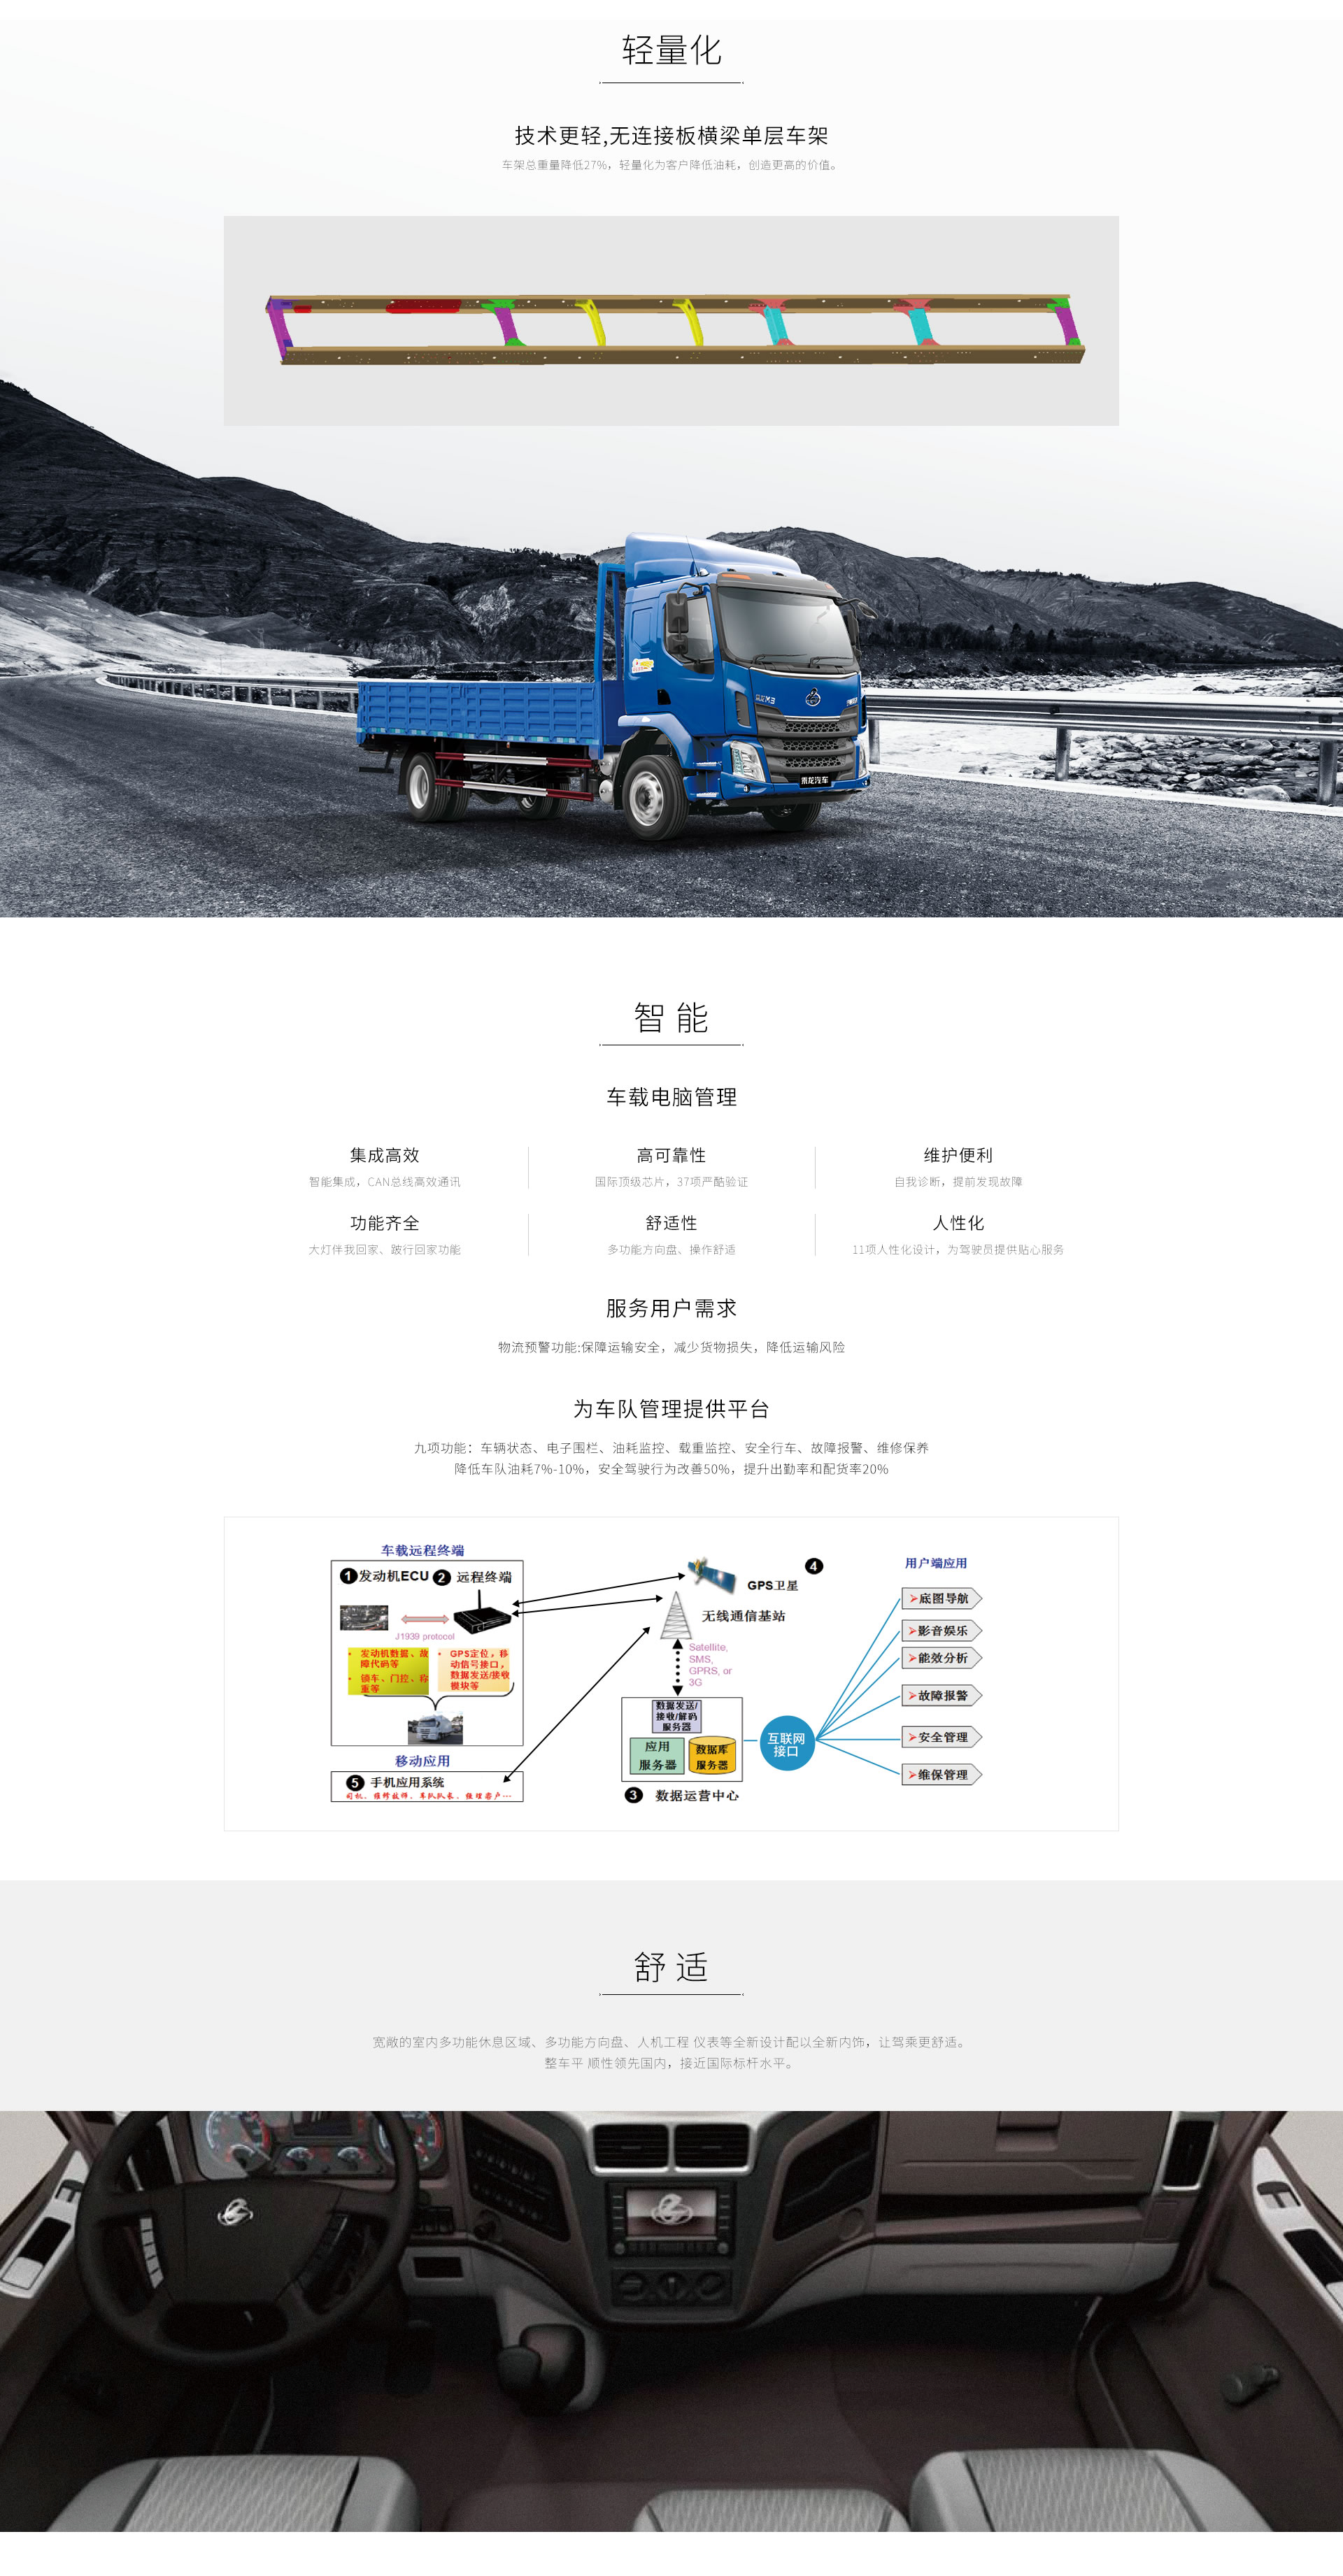 轻量化
技术更轻,无连接板横梁单层车架
车架总重量降低27%，轻量化为客户降低油耗，创造更高的价值。
乘龙汽车
智 能
车载电脑管理
集成高效
智能集成，CAN总线高效通讯
高可靠性
国际顶级芯片，37项严酷验证
维护便利
自我诊断，提前发现故障
功能齐全
大灯伴我回家、跛行回家功能
舒适性
多功能方向盘、操作舒适
人性化
11项人性化设计，为驾驶员提供贴心服务
服务用户需求
物流预警功能:保障运输安全，减少货物损失，降低运输风险
为车队管理提供平台
九项功能：车辆状态、电子围栏、油耗监控、载重监控、安全行车、故障报警、维修保养
降低车队油耗7%-10%，安全驾驶行为改善50%，提升出勤率和配货率20%
车载远程终端
1 发动机ECU 2 远程终端
J1939 protocol
• 发动机数据、故
障代码等
• 锁车、门控、称
重等
• GPS定位，移
动信号接口，
数据发送/接收
模块等
移动应用
5 手机应用系统
司机、维修技师、车队队长、经理客户…
4
GPS卫星
无线通信基站
Satellite,
SMS,
GPRS, or
3G
数据发送/
接收/解码
服务器
应用
服务器
数据库
服务器
3 数据运营中心
互联网
接口
用户端应用
底图导航
影音娱乐
能效分析
故障报警
安全管理
维保管理
舒 适
宽敞的室内多功能休息区域、多功能方向盘、人机工程 仪表等全新设计配以全新内饰，让驾乘更舒适。
整车平 顺性领先国内，接近国际标杆水平。